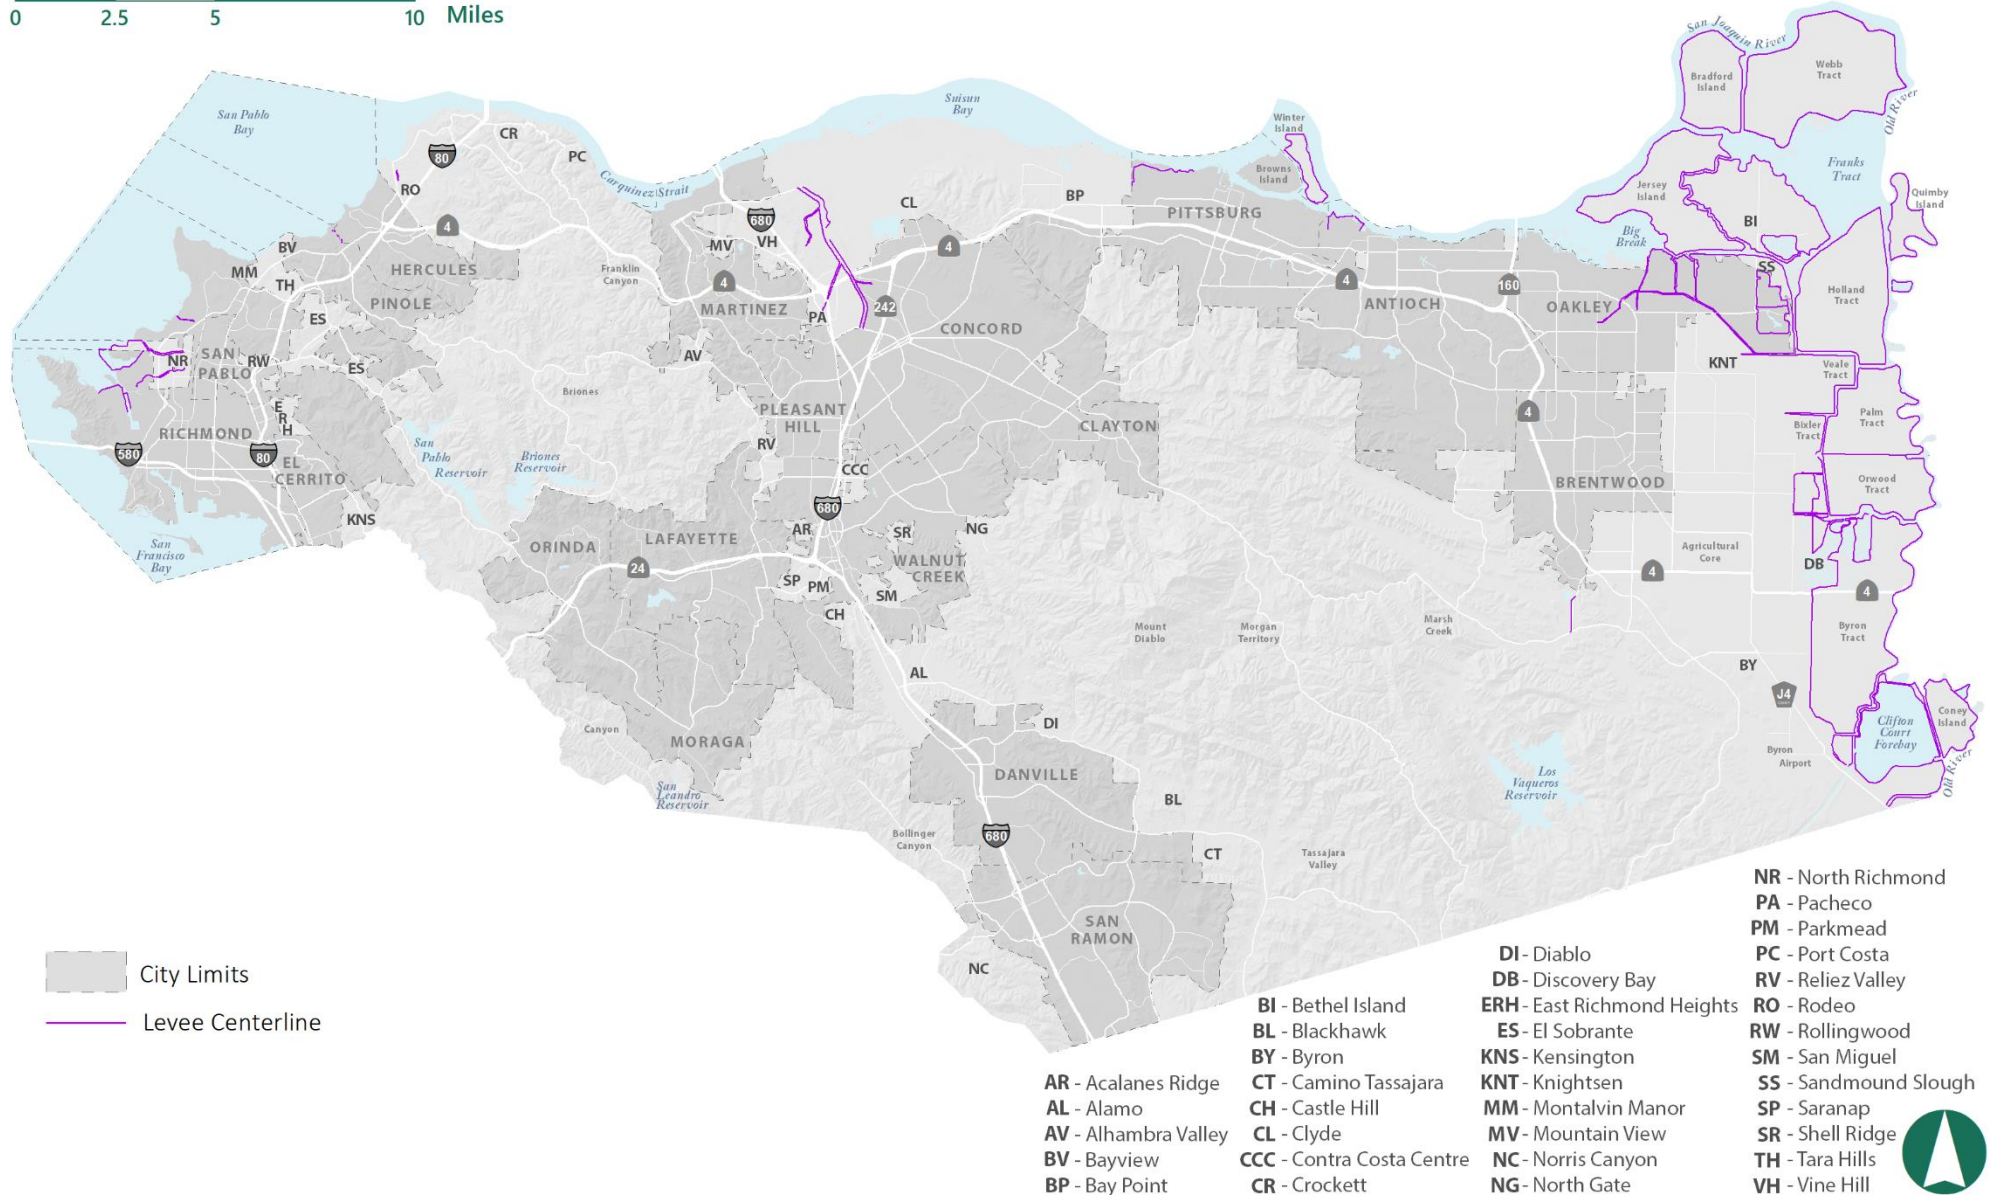 0 2.5 5 10 Miles
San Joaquin River
Bradford
Island
Webb
Tract
Old River
San Pablo
Bay
Suisun
Bay
Winter
Island
CR
80
PC
Carquinez Strait
RO
Browns
Island
Franks
Tract
Jersey
Island
Quimby
Island
BP
CL
PITTSBURG
BI
680
4
MV
VH
4
Big
Break
BV
MM
TH
HERCULES
PINOLE
Franklin
Canyon
4
MARTINEZ
PA
242
CONCORD
4
ANTIOCH
160
OAKLEY
SS
Holland
Tract
ES
SAN
PABLO
NR
RW
ES
AV
KNT
Veale
Tract
Briones
PLEASANT
HILL
CLAYTON
4
Palm
Tract
Bixler
Tract
E
R
H
RICHMOND
580
80
EL
CERRITO
San
Pablo
Reservoir
Briones
Reservoir
RV
CCC
680
BRENTWOOD
Orwood
Tract
KNS
San
Francisco
Bay
ORINDA
LAFAYETTE
AR
SR
NG
WALNUT
CREEK
24
SP
PM
SM
CH
Agricultural
Core
4
DB
4
Mount
Diablo
Morgan
Territory
Marsh
Creek
Byron
Tract
AL
BY
J4
Canyon
MORAGA
DI
Clifton
Court
Forebay
Coney
Island
Byron
Airport
Old River
San
Leandro
Reservoir
DANVILLE
BL
Los
Vaqueros
Reservoir
Bollinger
Canyon
680
CT
Tassajara
Valley
SAN
RAMON
NC
City Limits
Levee Centerline
AR - Acalanes Ridge
AL - Alamo
AV - Alhambra Valley
BV - Bayview
BP - Bay Point
BI - Bethel Island
BL - Blackhawk
BY - Byron
CT - Camino Tassajara
CH - Castle Hill
CL - Clyde
CCC - Contra Costa Centre
CR - Crockett
DI - Diablo
DB - Discovery Bay
ERH - East Richmond Heights
ES - El Sobrante
KNS - Kensington
KNT - Knightsen
MM - Montalvin Manor
MV - Mountain View
NC - Norris Canyon
NG - North Gate
NR - North Richmond
PA - Pacheco
PM - Parkmead
PC - Port Costa
RV - Reliez Valley
RO - Rodeo
RW - Rollingwood
SM - San Miguel
SS - Sandmound Slough
SP - Saranap
SR - Shell Ridge
TH - Tara Hills
VH - Vine Hill